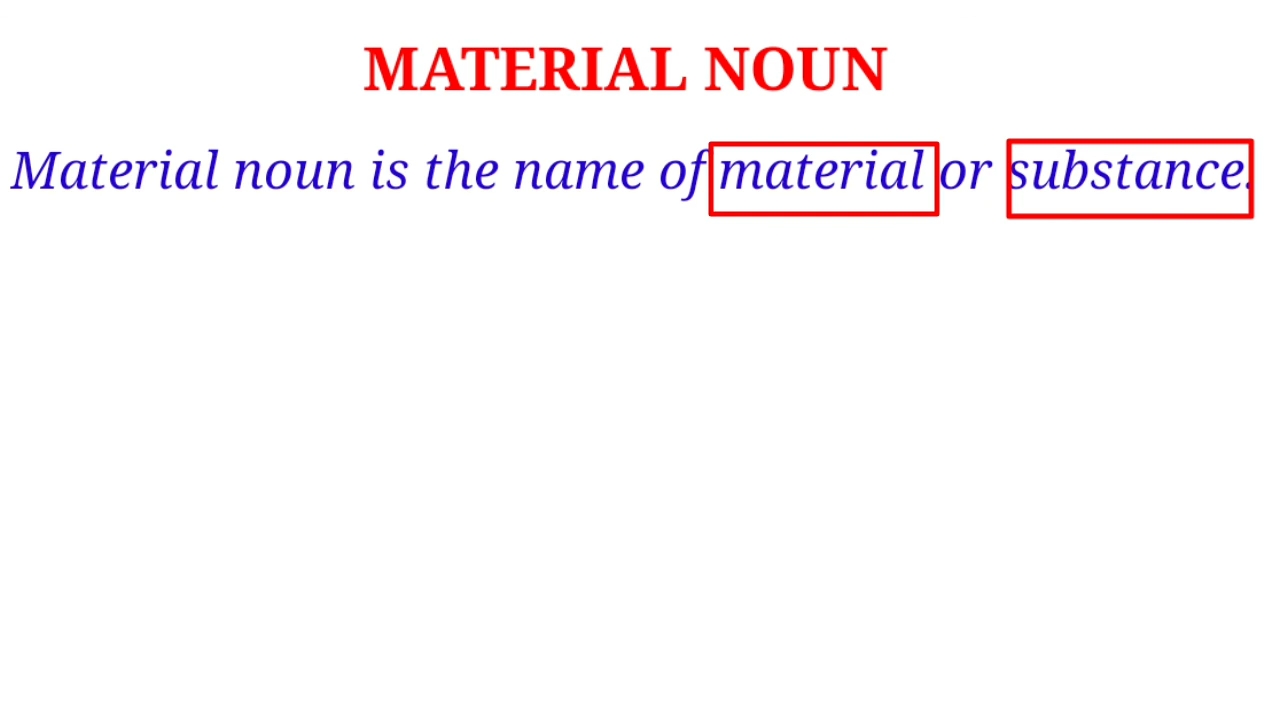 MATERIAL NOUN
Material noun is the name of material or substance.